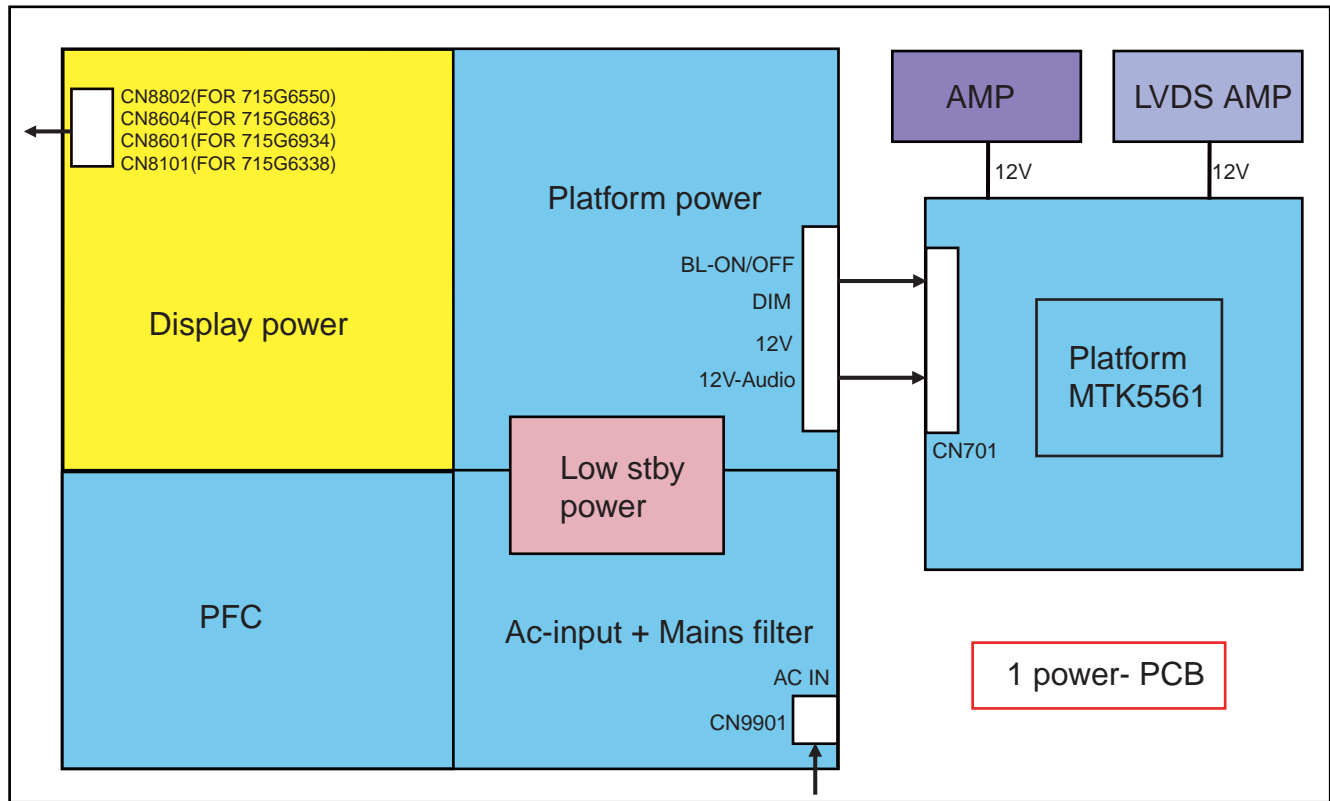 CN8802(FOR 715G6550)
CN8604(FOR 715G6863)
CN8601(FOR 715G6934)
CN8101(FOR 715G6338)
Display power
Platform power
BL-ON/OFF
DIM
12V
12V-Audio
Low stby
power
PFC
Ac-input + Mains filter
AC IN
CN9901
AMP
LVDS AMP
12V
12V
Platform
MTK5561
CN701
1 power- PCB